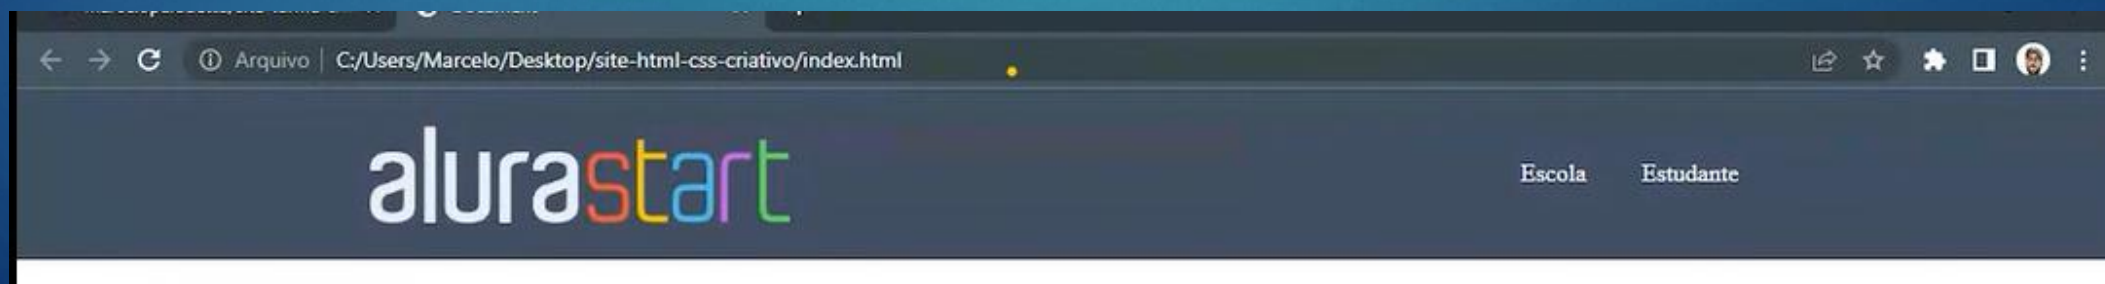 Arquivo | C:/Users/Marcelo/Desktop/site-html-css-criativo/index.html
alurastart
Escola Estudante